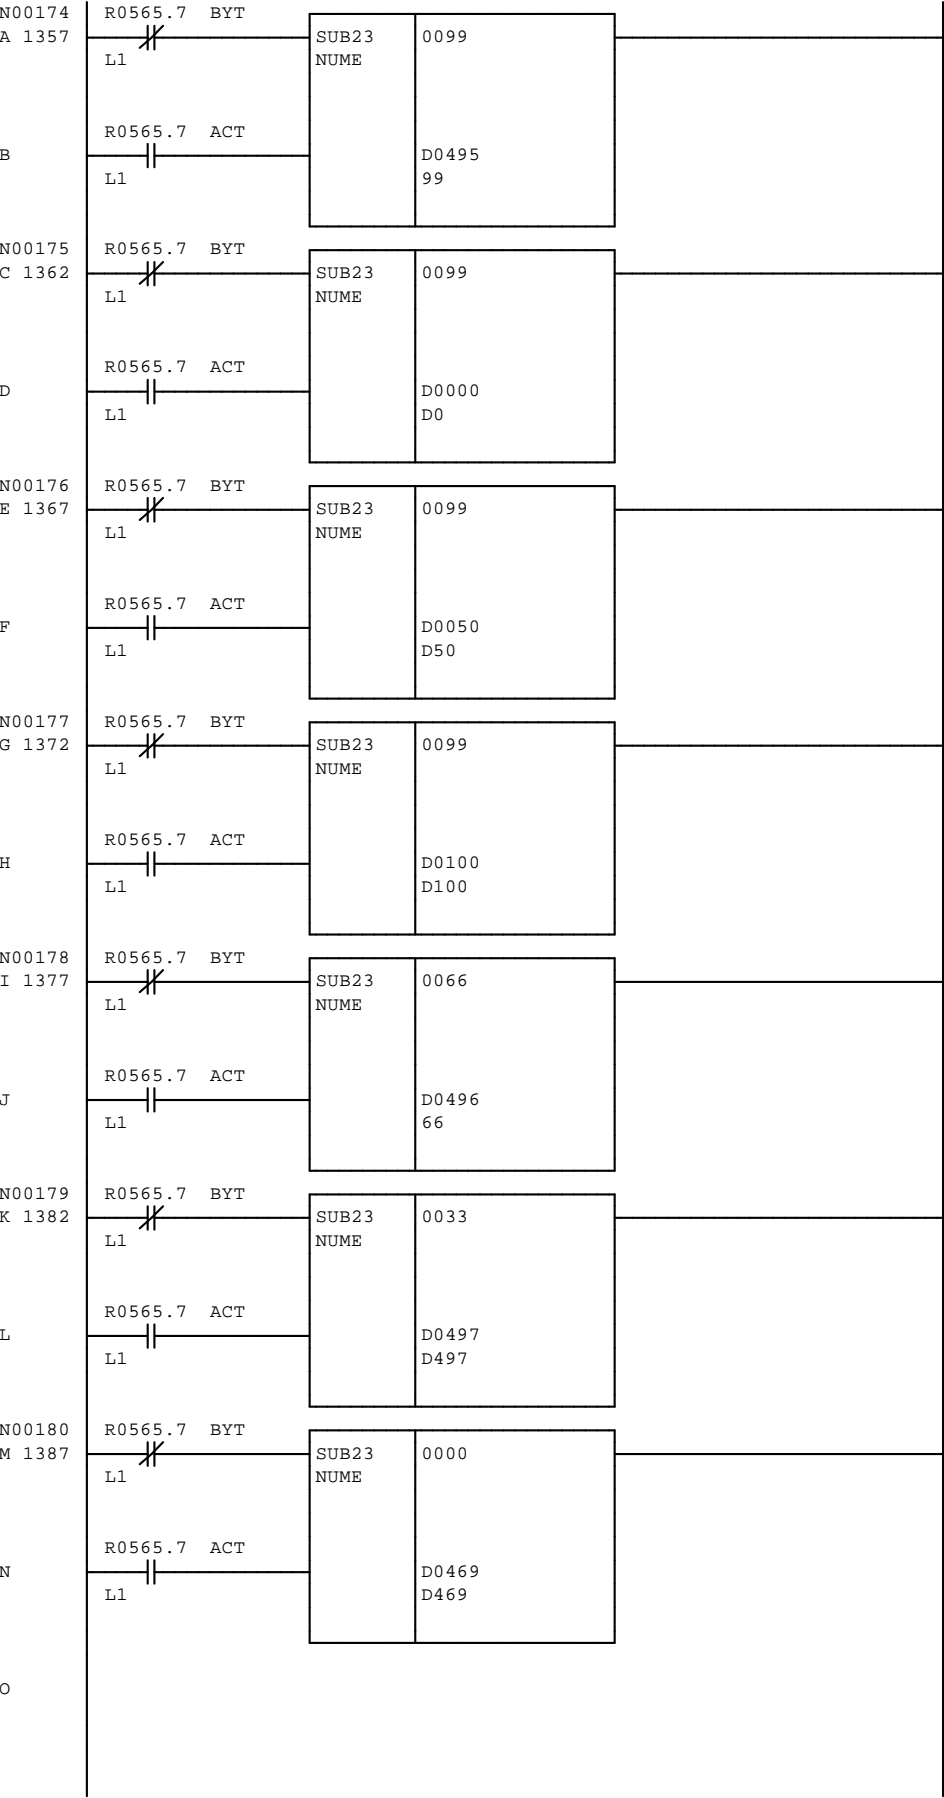 N00174 R0565.7 BYT
A 1357 SUB23 0099
L1 NUME
R0565.7 ACT
B D0495
L1 99
N00175 R0565.7 BYT
C 1362 SUB23 0099
L1 NUME
R0565.7 ACT
D D0000
L1 D0
N00176 R0565.7 BYT
E 1367 SUB23 0099
L1 NUME
R0565.7 ACT
F D0050
L1 D50
N00177 R0565.7 BYT
G 1372 SUB23 0099
L1 NUME
R0565.7 ACT
H D0100
L1 D100
N00178 R0565.7 BYT
I 1377 SUB23 0066
L1 NUME
R0565.7 ACT
J D0496
L1 66
N00179 R0565.7 BYT
K 1382 SUB23 0033
L1 NUME
R0565.7 ACT
L D0497
L1 D497
N00180 R0565.7 BYT
M 1387 SUB23 0000
L1 NUME
R0565.7 ACT
N D0469
L1 D469
O